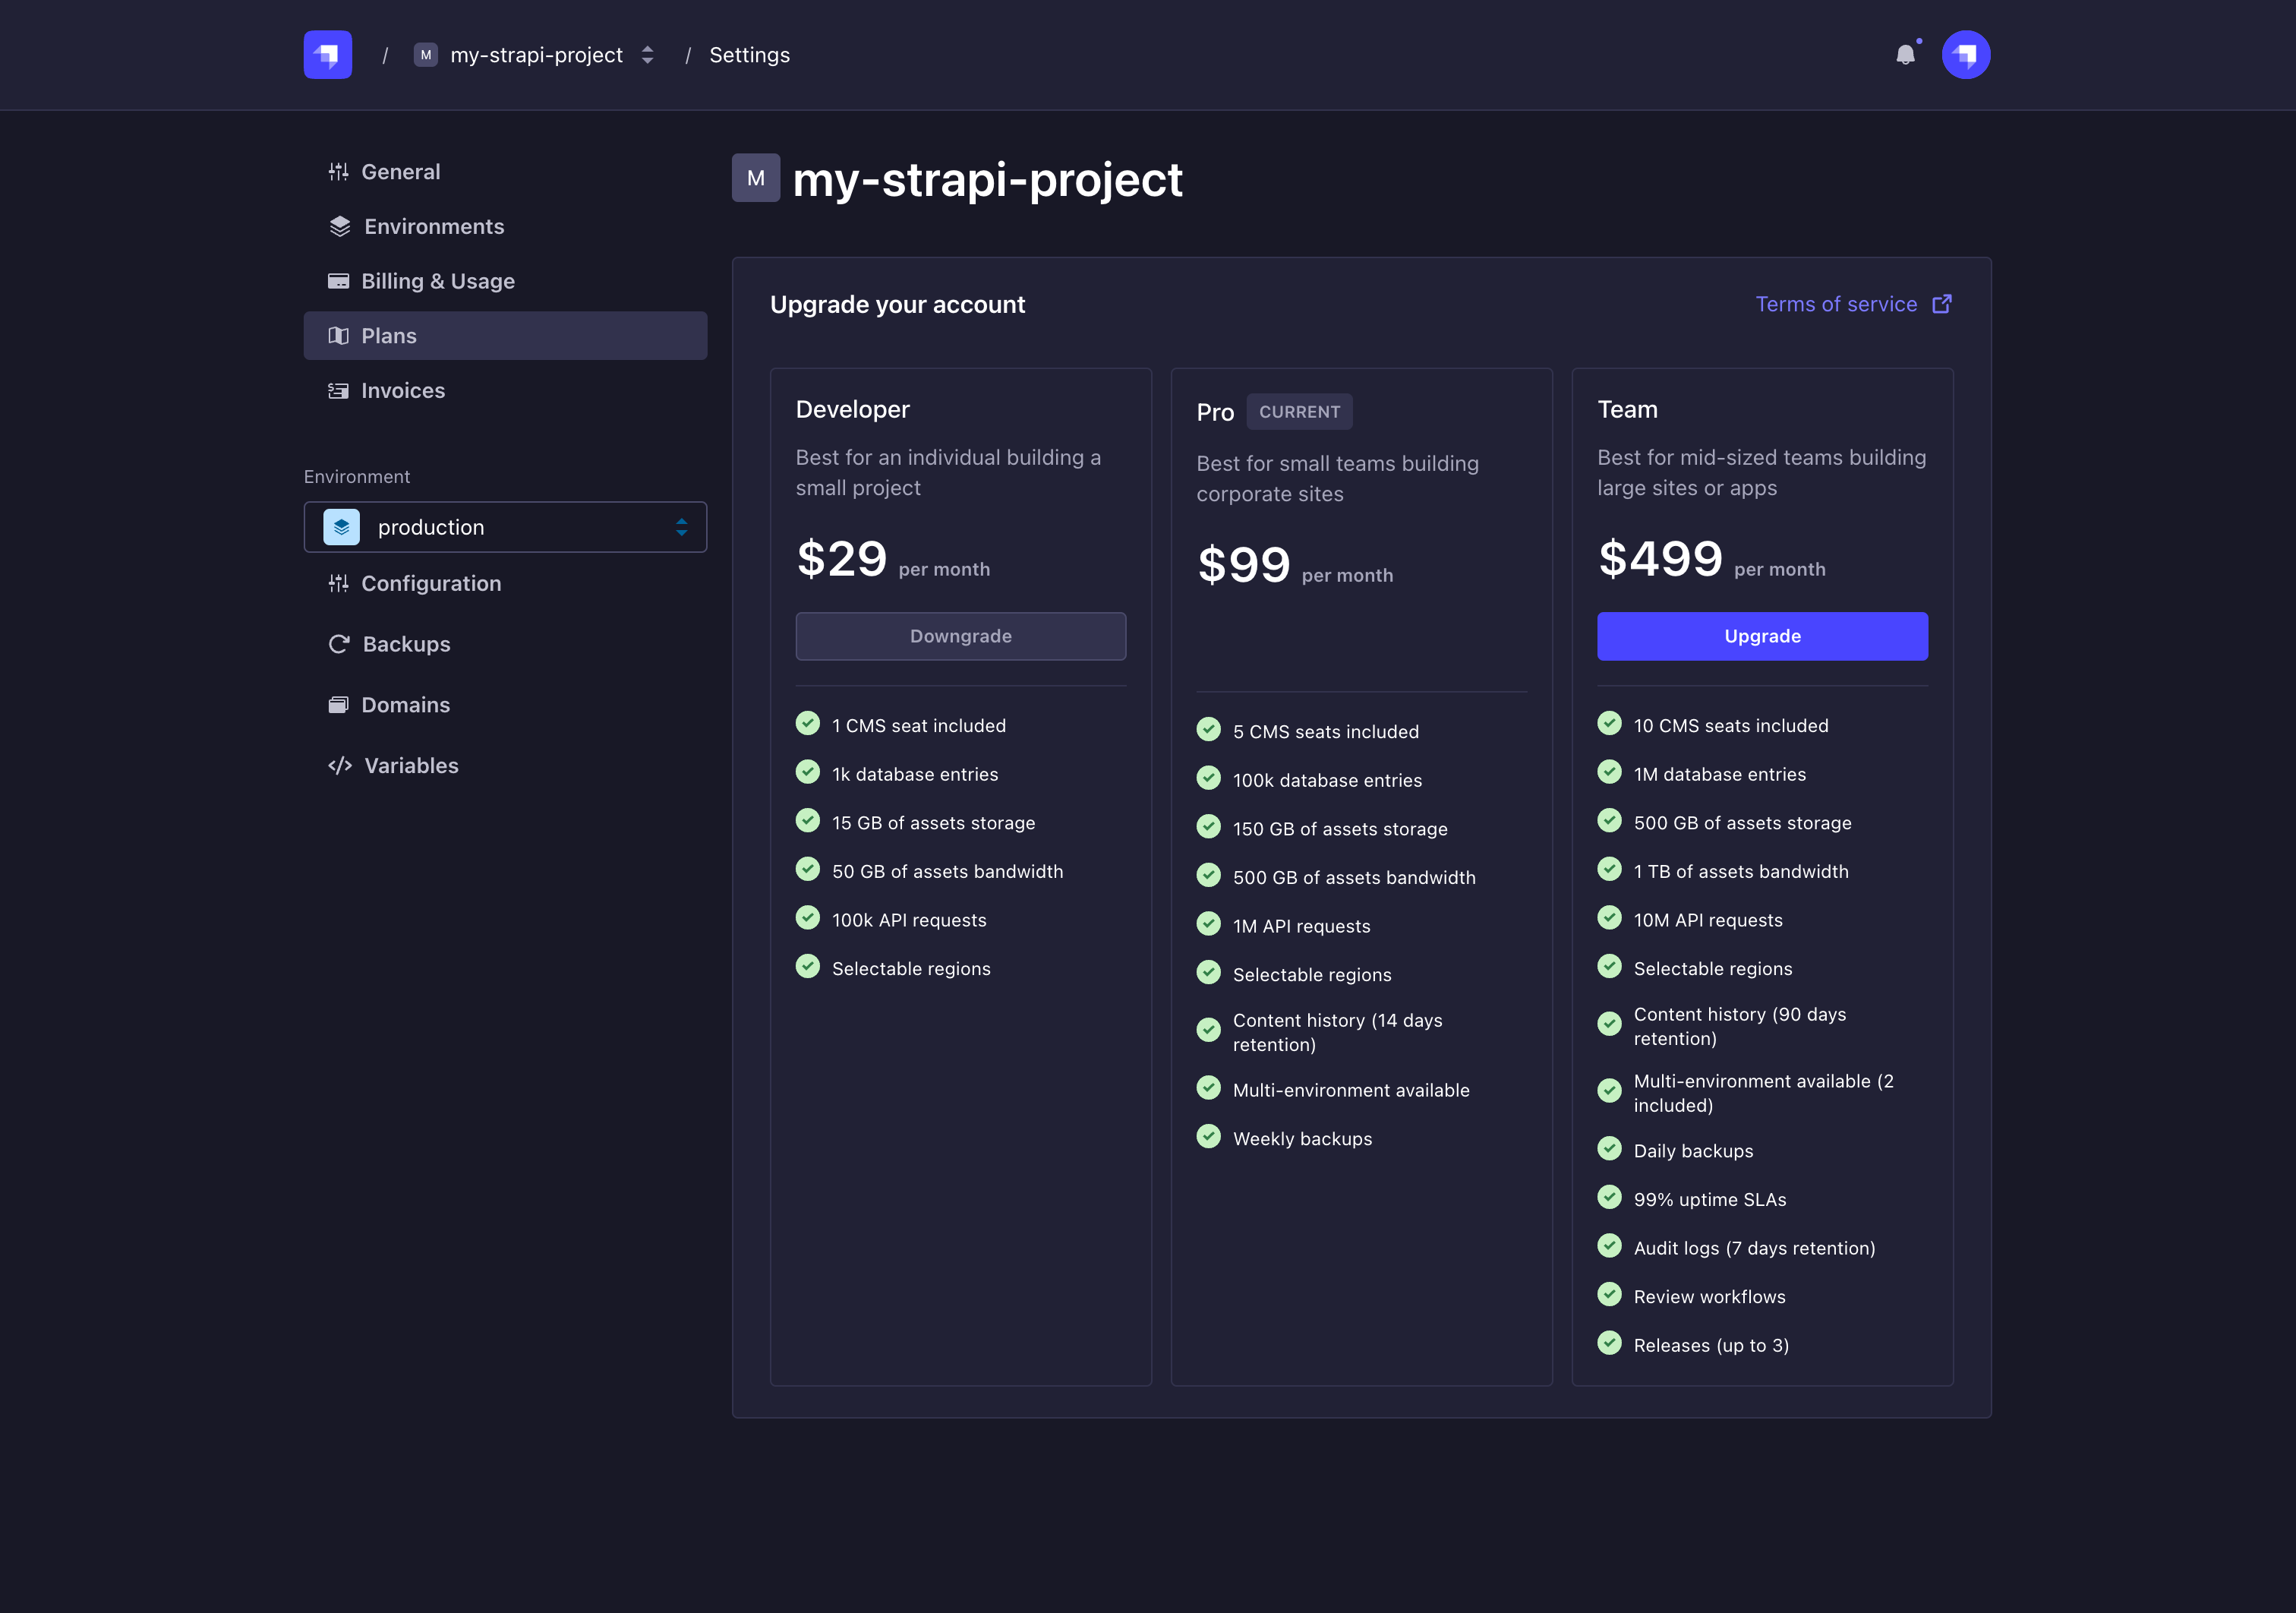 / M my-strapi-project / Settings
General
Environments
Billing & Usage
Plans
Invoices
Environment
production
Configuration
Backups
Domains
Variables
M my-strapi-project
Upgrade your account
Terms of service
Developer
Best for an individual building a
small project
$29 per month
Downgrade
1 CMS seat included
1k database entries
15 GB of assets storage
50 GB of assets bandwidth
100k API requests
Selectable regions
Pro CURRENT
Best for small teams building
corporate sites
$99 per month
5 CMS seats included
100k database entries
150 GB of assets storage
500 GB of assets bandwidth
1M API requests
Selectable regions
Content history (14 days
retention)
Multi-environment available
Weekly backups
Team
Best for mid-sized teams building
large sites or apps
$499 per month
Upgrade
10 CMS seats included
1M database entries
500 GB of assets storage
1 TB of assets bandwidth
10M API requests
Selectable regions
Content history (90 days
retention)
Multi-environment available (2
included)
Daily backups
99% uptime SLAs
Audit logs (7 days retention)
Review workflows
Releases (up to 3)